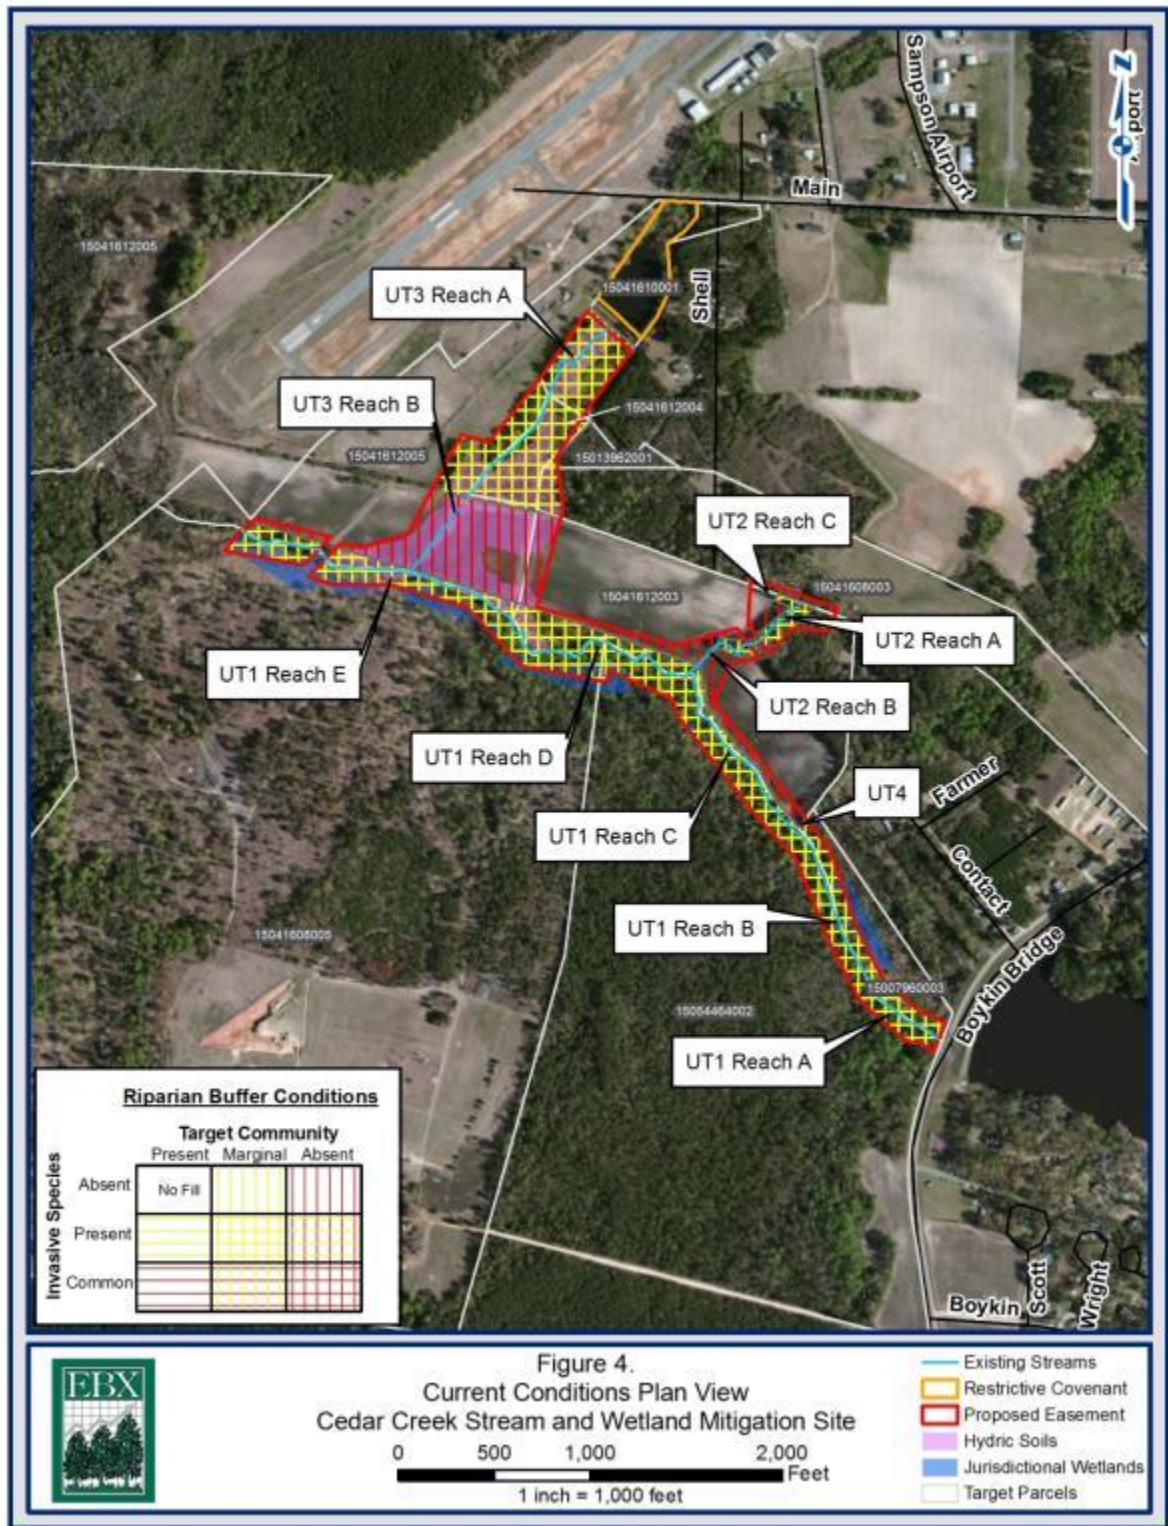 Sampson Airport
Z
port
Main
15041612005
UT3 Reach A
15041610001
Shell
UT3 Reach B
15041612004
15041612005
15013962001
UT2 Reach C
15041612003
15041608003
UT2 Reach A
UT1 Reach E
UT2 Reach B
UT1 Reach D
UT4
Farmer
UT1 Reach C
Contact
UT1 Reach B
15041608005
Boykin Bridge
15007960003
15054464002
UT1 Reach A
Riparian Buffer Conditions
Target Community
Present Marginal Absent
Invasive Species
Absent
No Fill
Present
Common
Scott
Wright
Boykin
EBX
Figure 4.
Current Conditions Plan View
Cedar Creek Stream and Wetland Mitigation Site
0 500 1,000 2,000
Feet
1 inch = 1,000 feet
Existing Streams
Restrictive Covenant
Proposed Easement
Hydric Soils
Jurisdictional Wetlands
Target Parcels